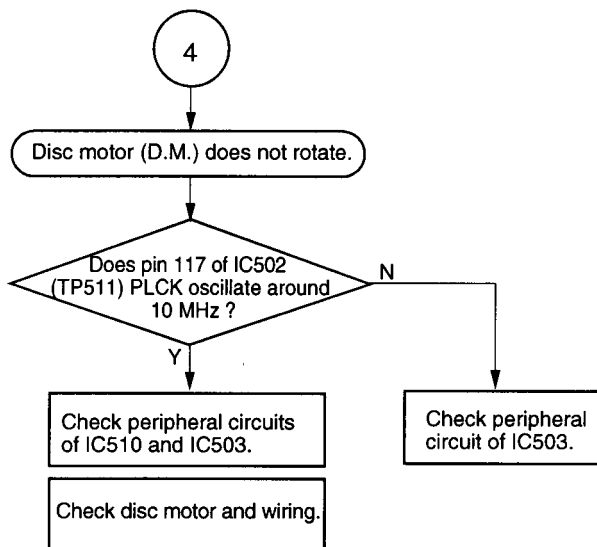 4
Disc motor (D.M.) does not rotate.
Does pin 117 of IC502
(TP511) PLCK oscillate around
10 MHz ?
N
Y
Check peripheral circuits
of IC510 and IC503.
Check peripheral
circuit of IC503.
Check disc motor and wiring.